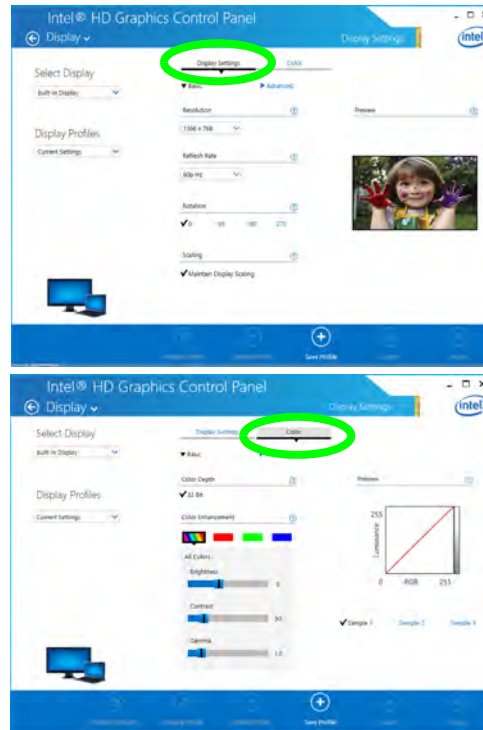 Intel® HD Graphics Control Panel
Display
Display Settings
intel
Select Display
Built-in Display
Display Profiles
Current Settings
Display Settings
Color
Basic
Advanced
Resolution
1366 x 768
Refresh Rate
60p Hz
Rotation
0 90 180 270
Scaling
Maintain Display Scaling
Preview
Save Profile
Intel® HD Graphics Control Panel
Display
Display Settings
intel
Select Display
Built-in Display
Display Profiles
Current Settings
Display Settings
Color
Basic
Color Depth
32 Bit
Color Enhancement
All Colors
Brightness
0
Contrast
50
Gamma
1.0
Preview
255
Luminance
0 RGB 255
Sample 1 Sample 2
Save Profile